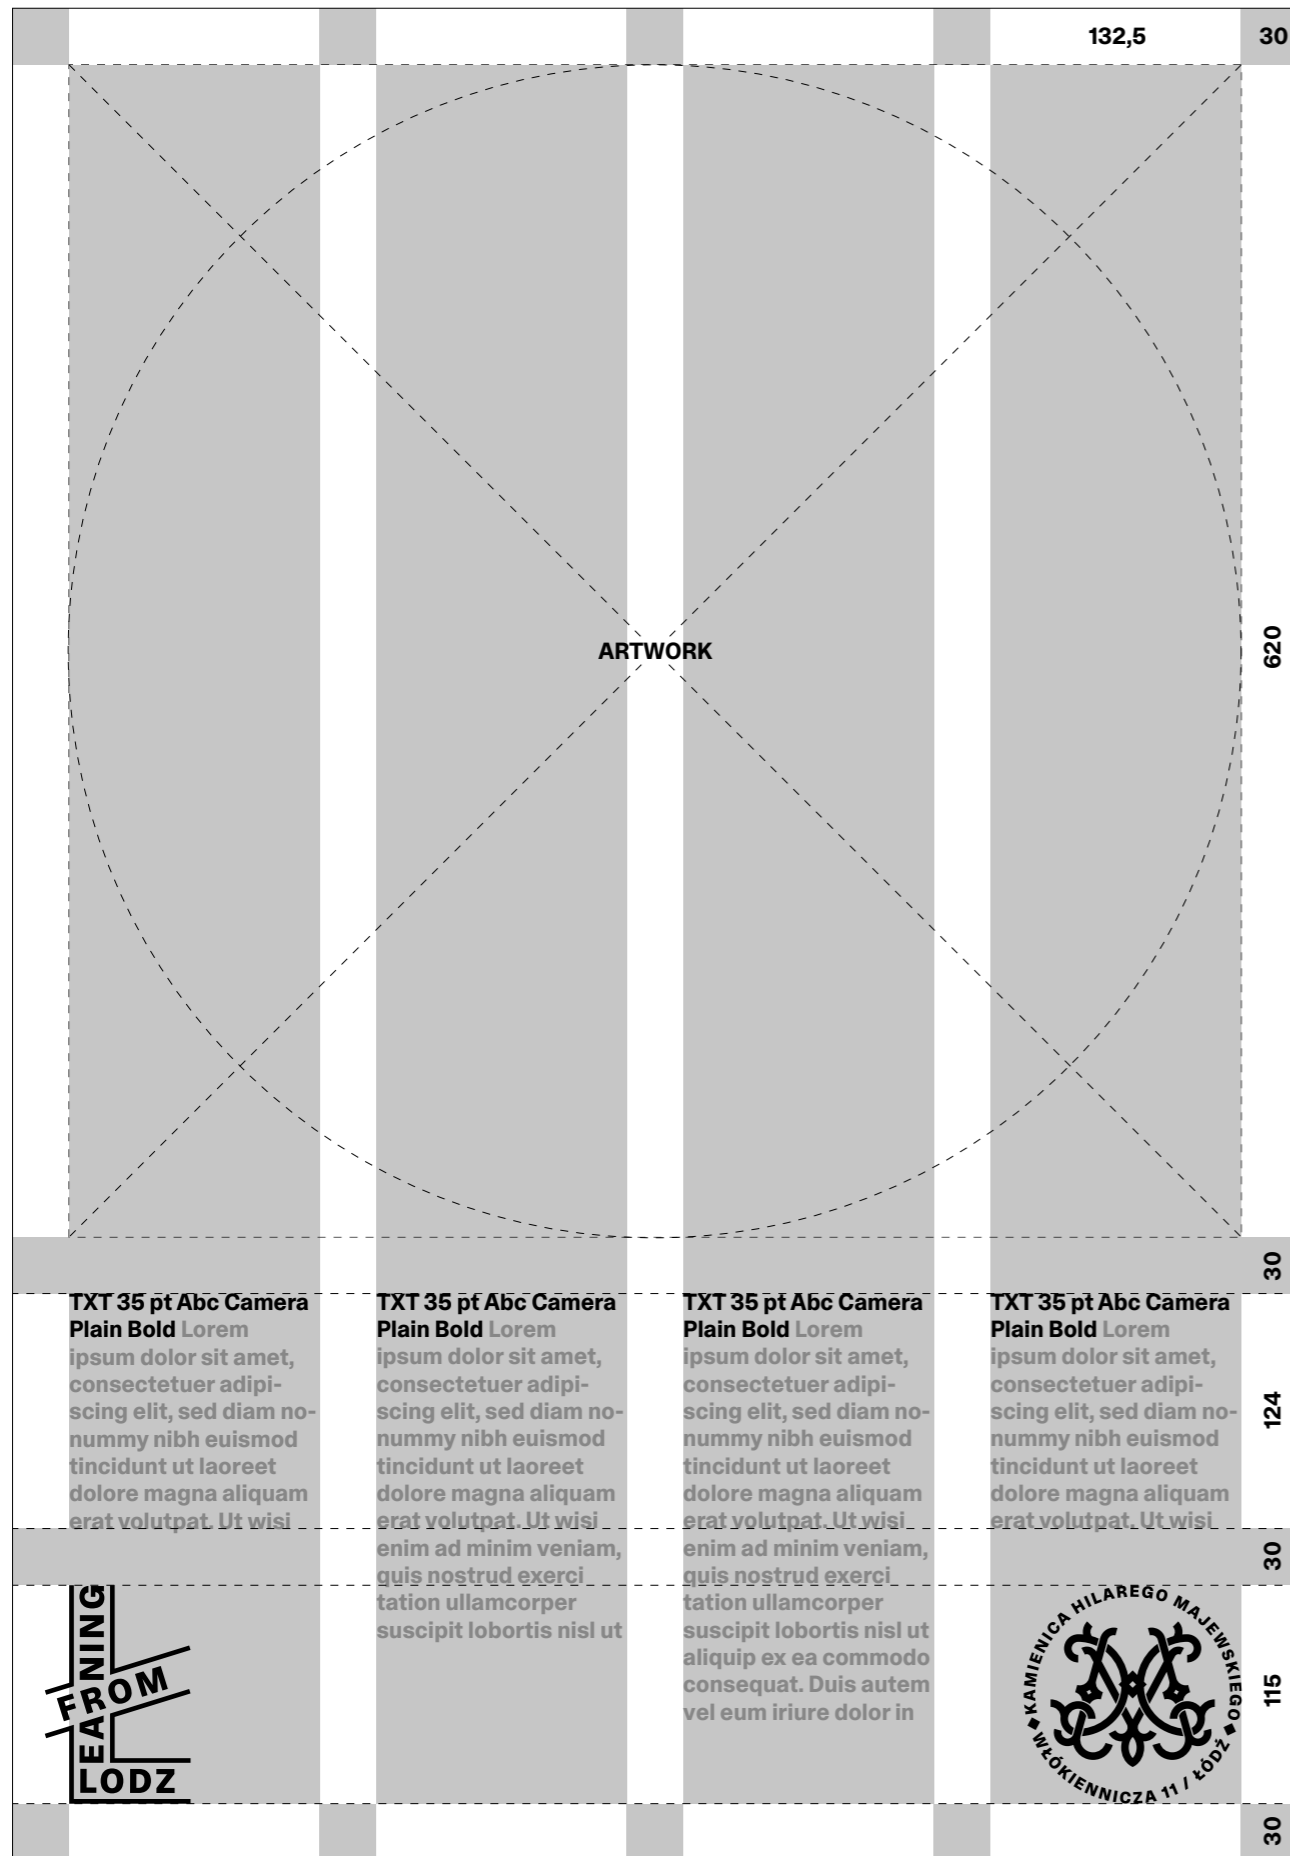 132,5
30
ARTWORK
620
30
TXT 35 pt Abc Camera
Plain Bold Lorem
ipsum dolor sit amet,
consectetuer adipi-
scing elit, sed diam no-
nummy nibh euismod
tincidunt ut laoreet
dolore magna aliquam
erat volutpat. Ut wisi
TXT 35 pt Abc Camera
Plain Bold Lorem
ipsum dolor sit amet,
consectetuer adipi-
scing elit, sed diam no-
nummy nibh euismod
tincidunt ut laoreet
dolore magna aliquam
erat volutpat. Ut wisi
enim ad minim veniam,
quis nostrud exerci
tation ullamcorper
suscipit lobortis nisl ut
TXT 35 pt Abc Camera
Plain Bold Lorem
ipsum dolor sit amet,
consectetuer adipi-
scing elit, sed diam no-
nummy nibh euismod
tincidunt ut laoreet
dolore magna aliquam
erat volutpat. Ut wisi
enim ad minim veniam,
quis nostrud exerci
tation ullamcorper
suscipit lobortis nisl ut
aliquip ex ea commodo
consequat. Duis autem
vel eum iriure dolor in
TXT 35 pt Abc Camera
Plain Bold Lorem
ipsum dolor sit amet,
consectetuer adipi-
scing elit, sed diam no-
nummy nibh euismod
tincidunt ut laoreet
dolore magna aliquam
erat volutpat. Ut wisi
124
30
LEARNING
FROM
LODZ
KAMIENICA HILAREGO MAJEWSKIEGO
WŁÓKIENNICZA 11 / ŁÓDŹ
115
30